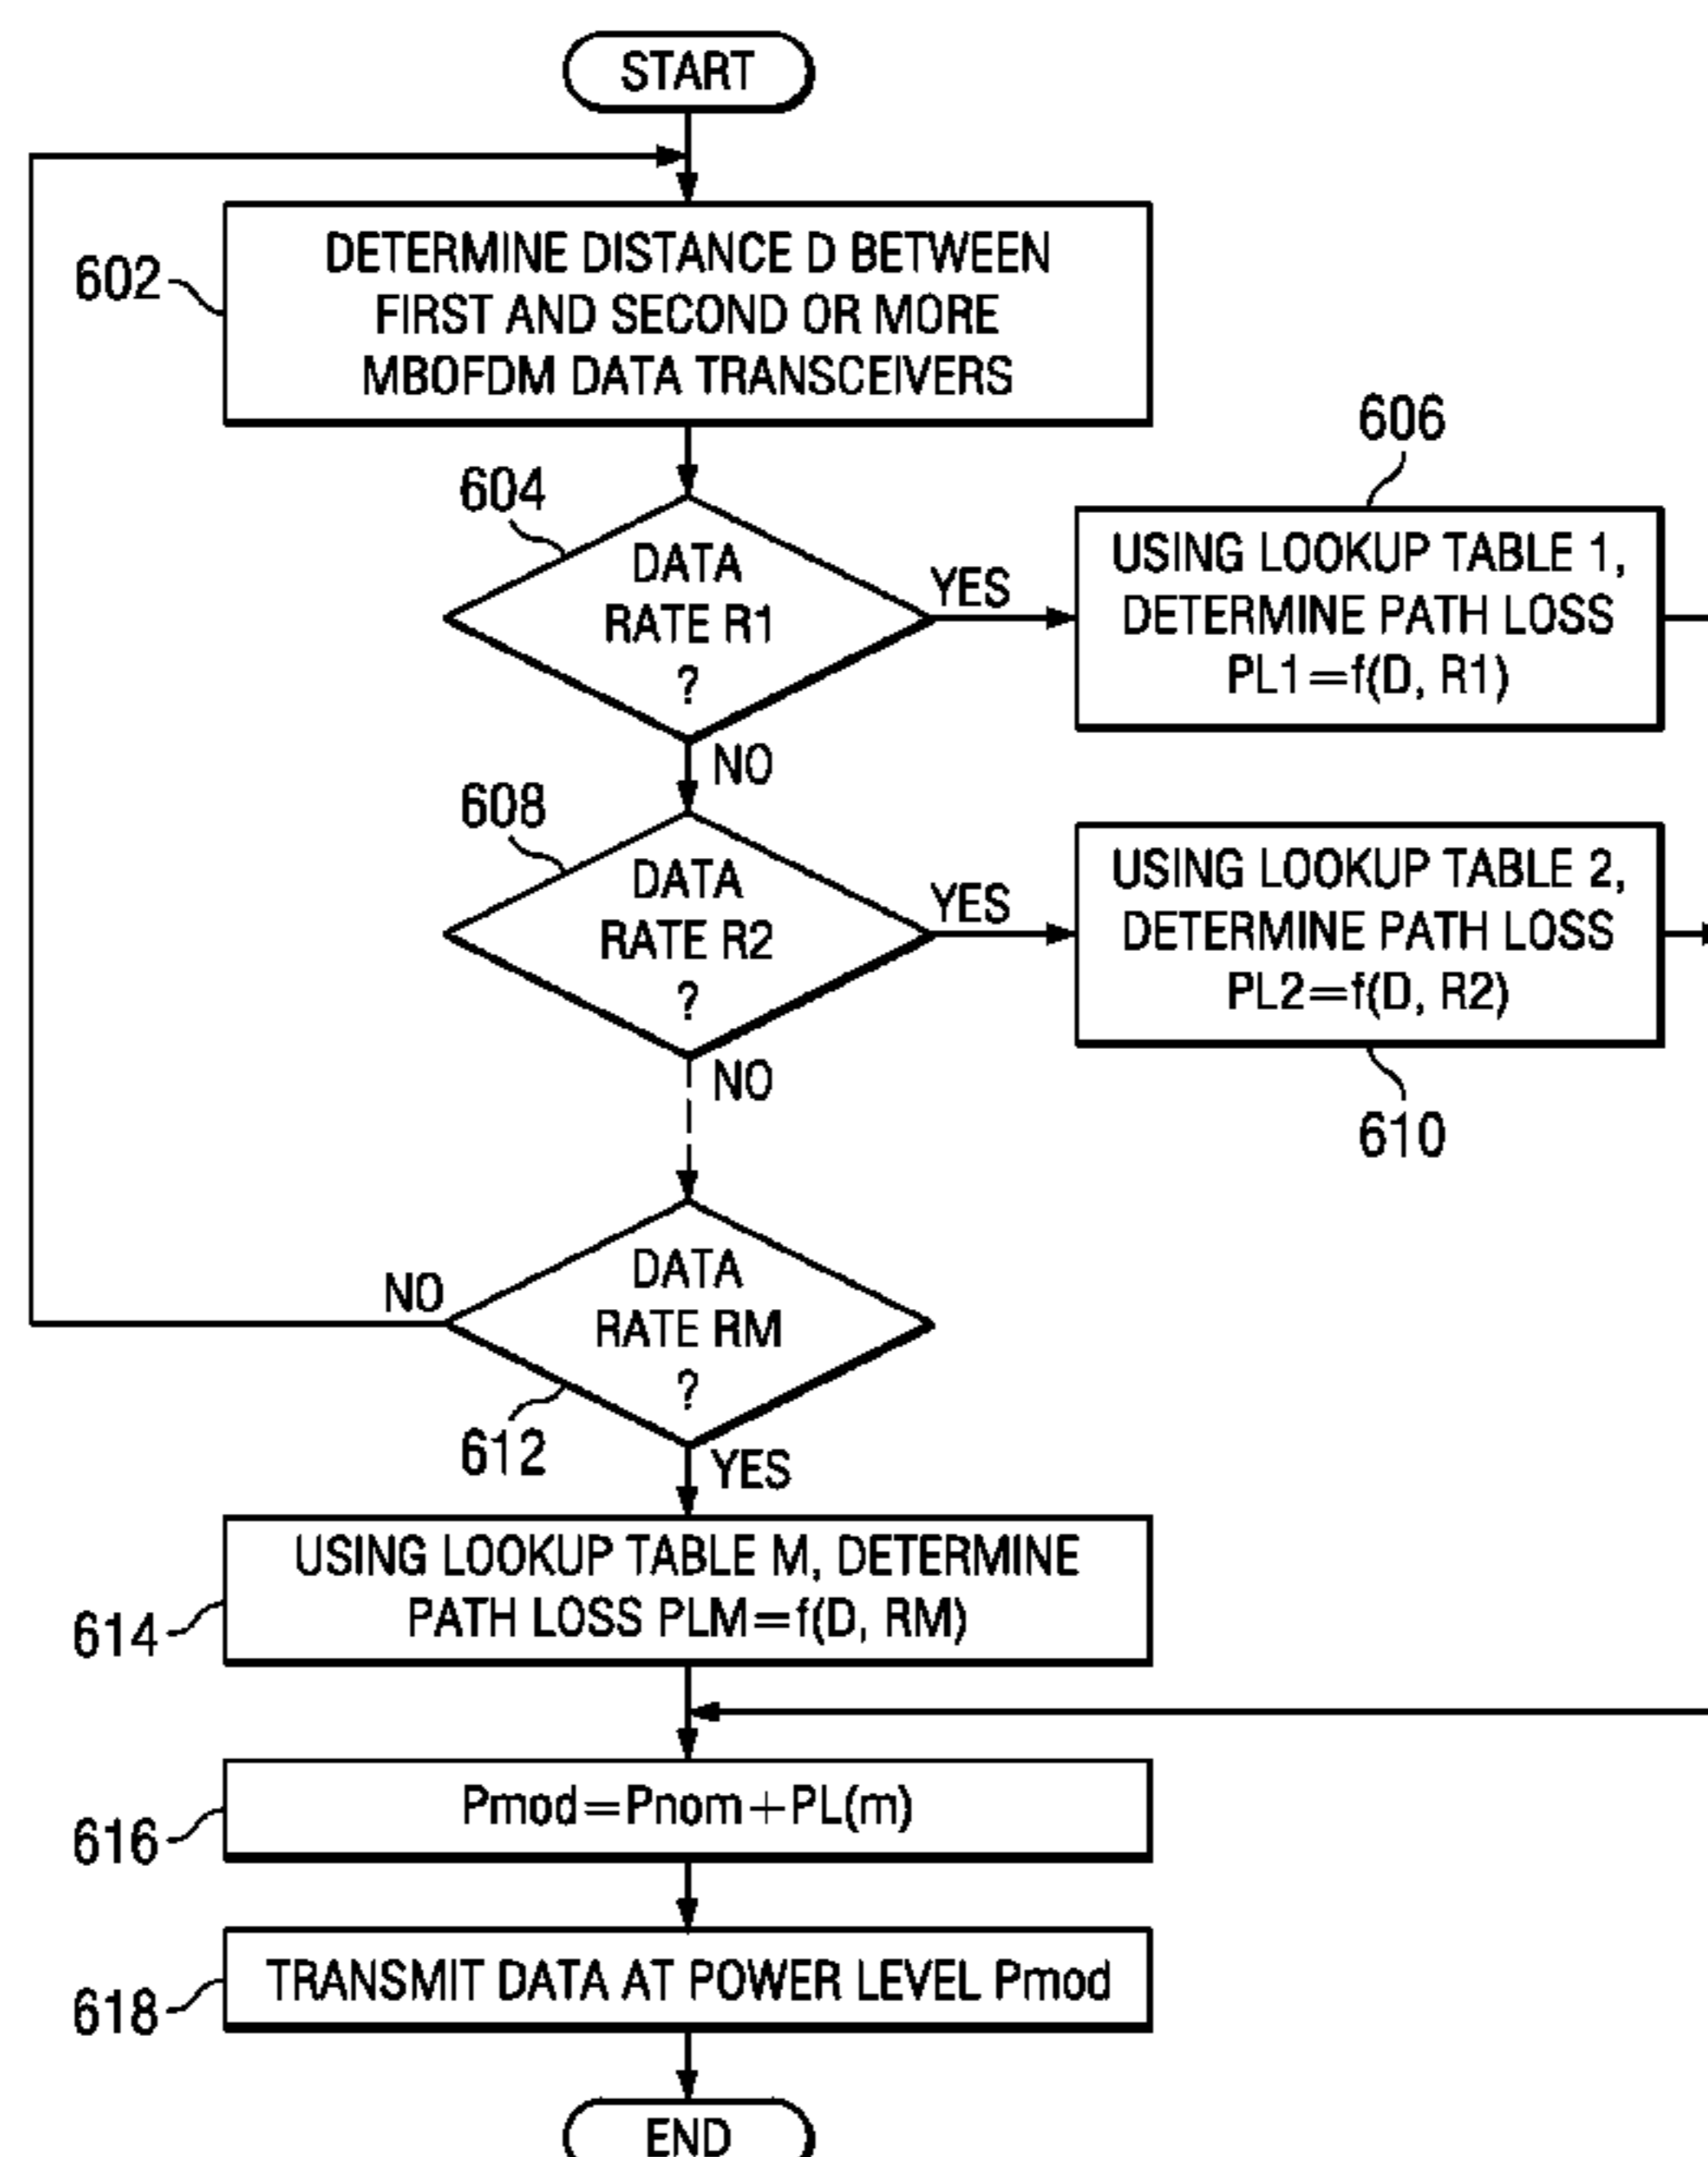 START
602
DETERMINE DISTANCE D BETWEEN
FIRST AND SECOND OR MORE
MBOFDM DATA TRANSCEIVERS
604
DATA
RATE R1
?
YES
NO
606
USING LOOKUP TABLE 1,
DETERMINE PATH LOSS
PL1=f(D, R1)
608
DATA
RATE R2
?
YES
NO
USING LOOKUP TABLE 2,
DETERMINE PATH LOSS
PL2=f(D, R2)
610
NO
DATA
RATE RM
?
612
YES
USING LOOKUP TABLE M, DETERMINE
PATH LOSS PLM=f(D, RM)
614
Pmod=Pnom+PL(m)
616
TRANSMIT DATA AT POWER LEVEL Pmod
618
END